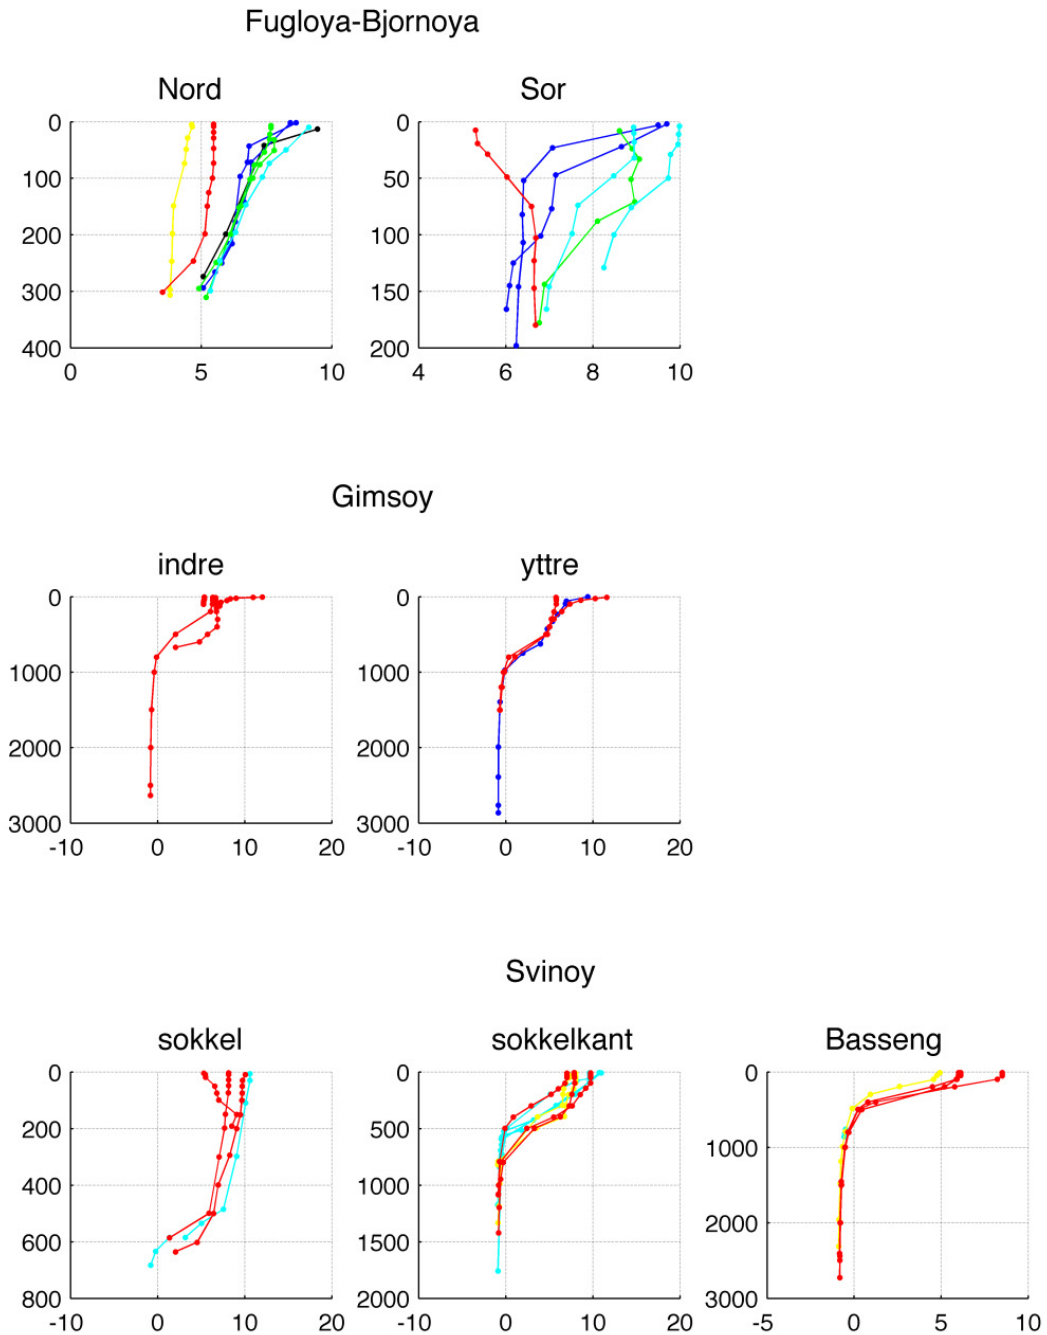 Fugloya-Bjornoya
Nord Sor
0 0
100 50
200 100
300 150
400 200
0 5 10 4 6 8 10
Gimsoy
indre yttre
0 0
1000 1000
2000 2000
3000 3000
-10 0 10 20 -10 0 10 20
Svinoy
sokkel sokkelkant Basseng
0 0 0
200 500 1000
400 1000 2000
600 1500 3000
800 2000
-10 0 10 20 -10 0 10 20 -5 0 5 10